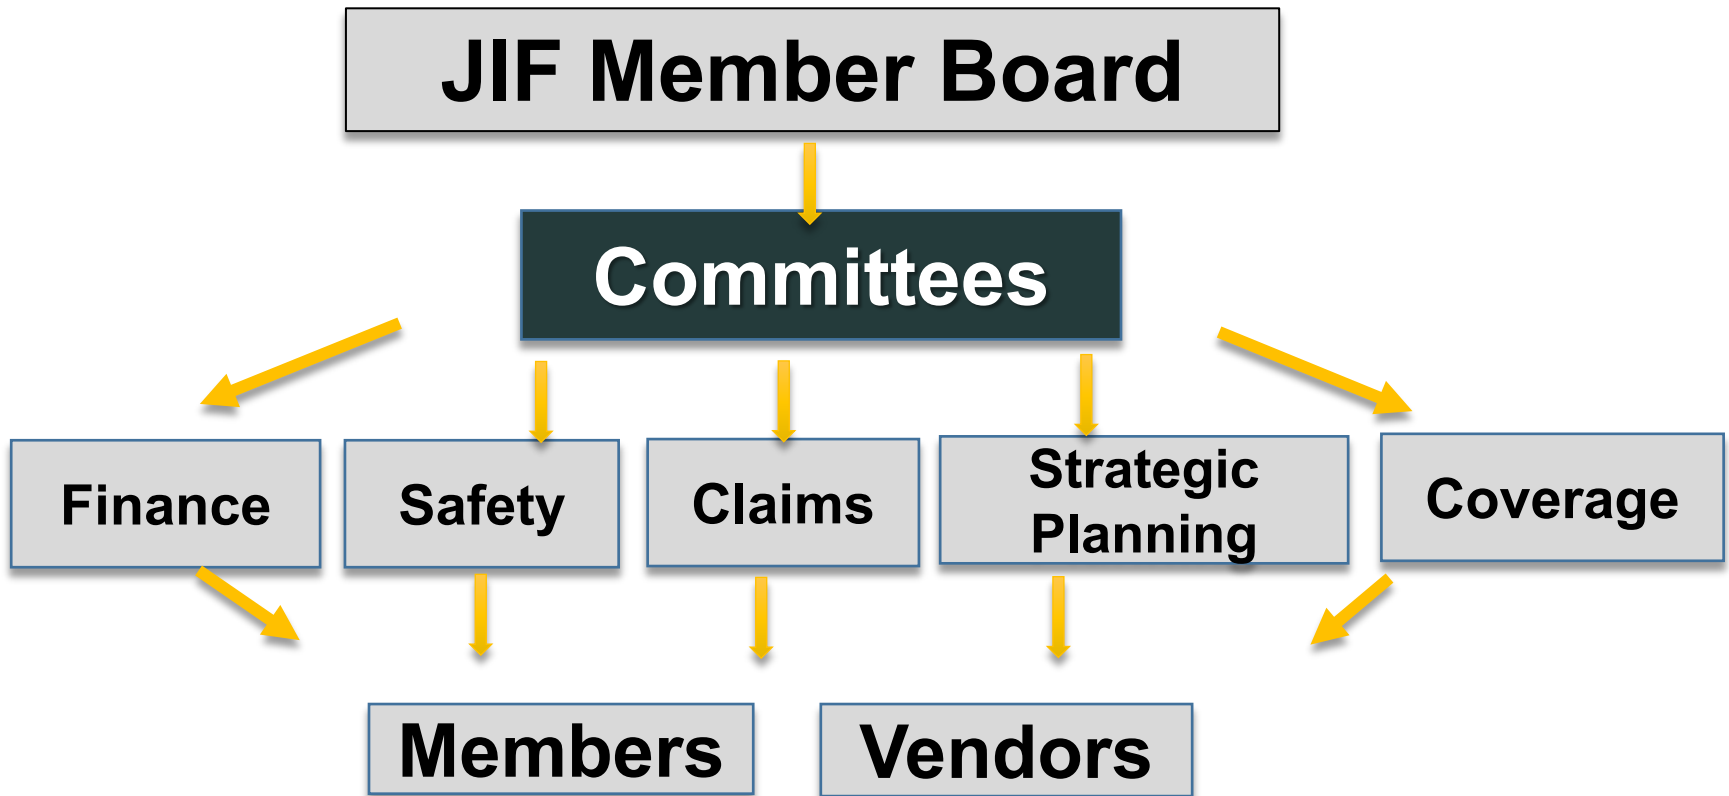 JIF Member Board
Committees
Finance
Safety
Claims
Strategic
Planning
Coverage
Members
Vendors